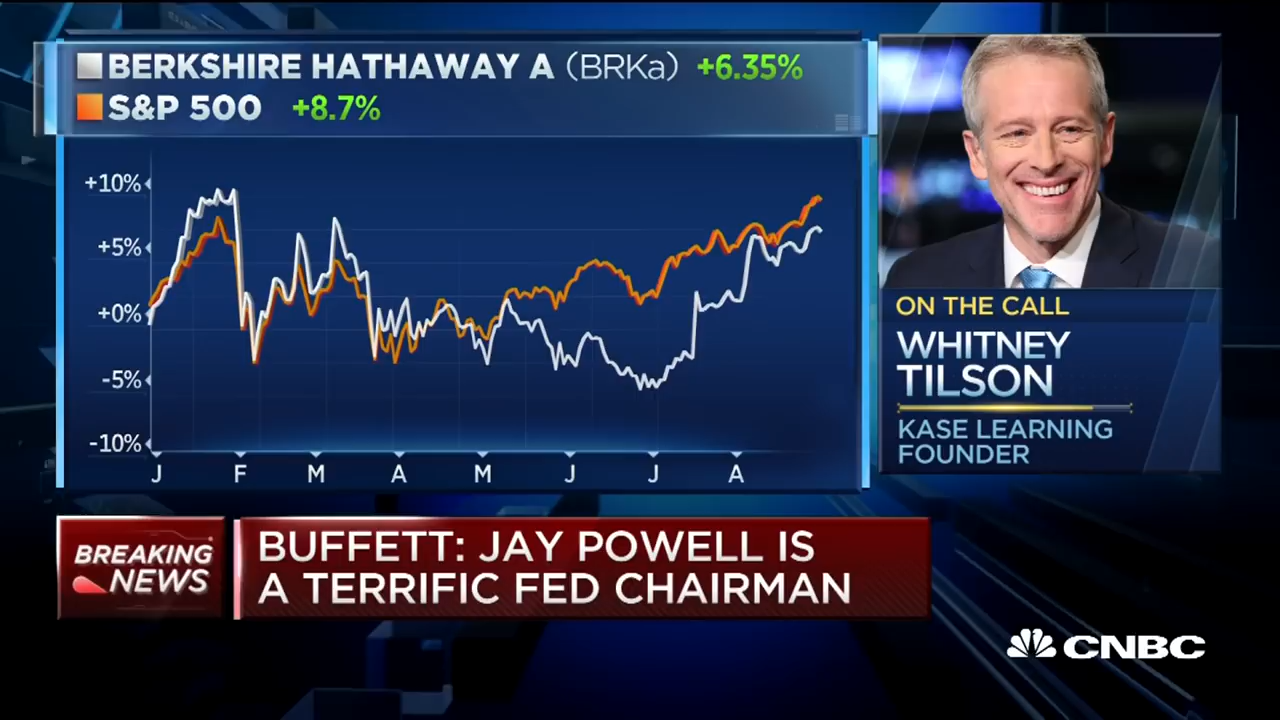 BERKSHIRE HATHAWAY A (BRKa) +6.35%
S&P 500 +8.7%
+10%
+5%
+0%
-5%
-10%
J F M A M J J A
ON THE CALL
WHITNEY
TILSON
KASE LEARNING
FOUNDER
BREAKING
NEWS
BUFFETT: JAY POWELL IS
A TERRIFIC FED CHAIRMAN
CNBC